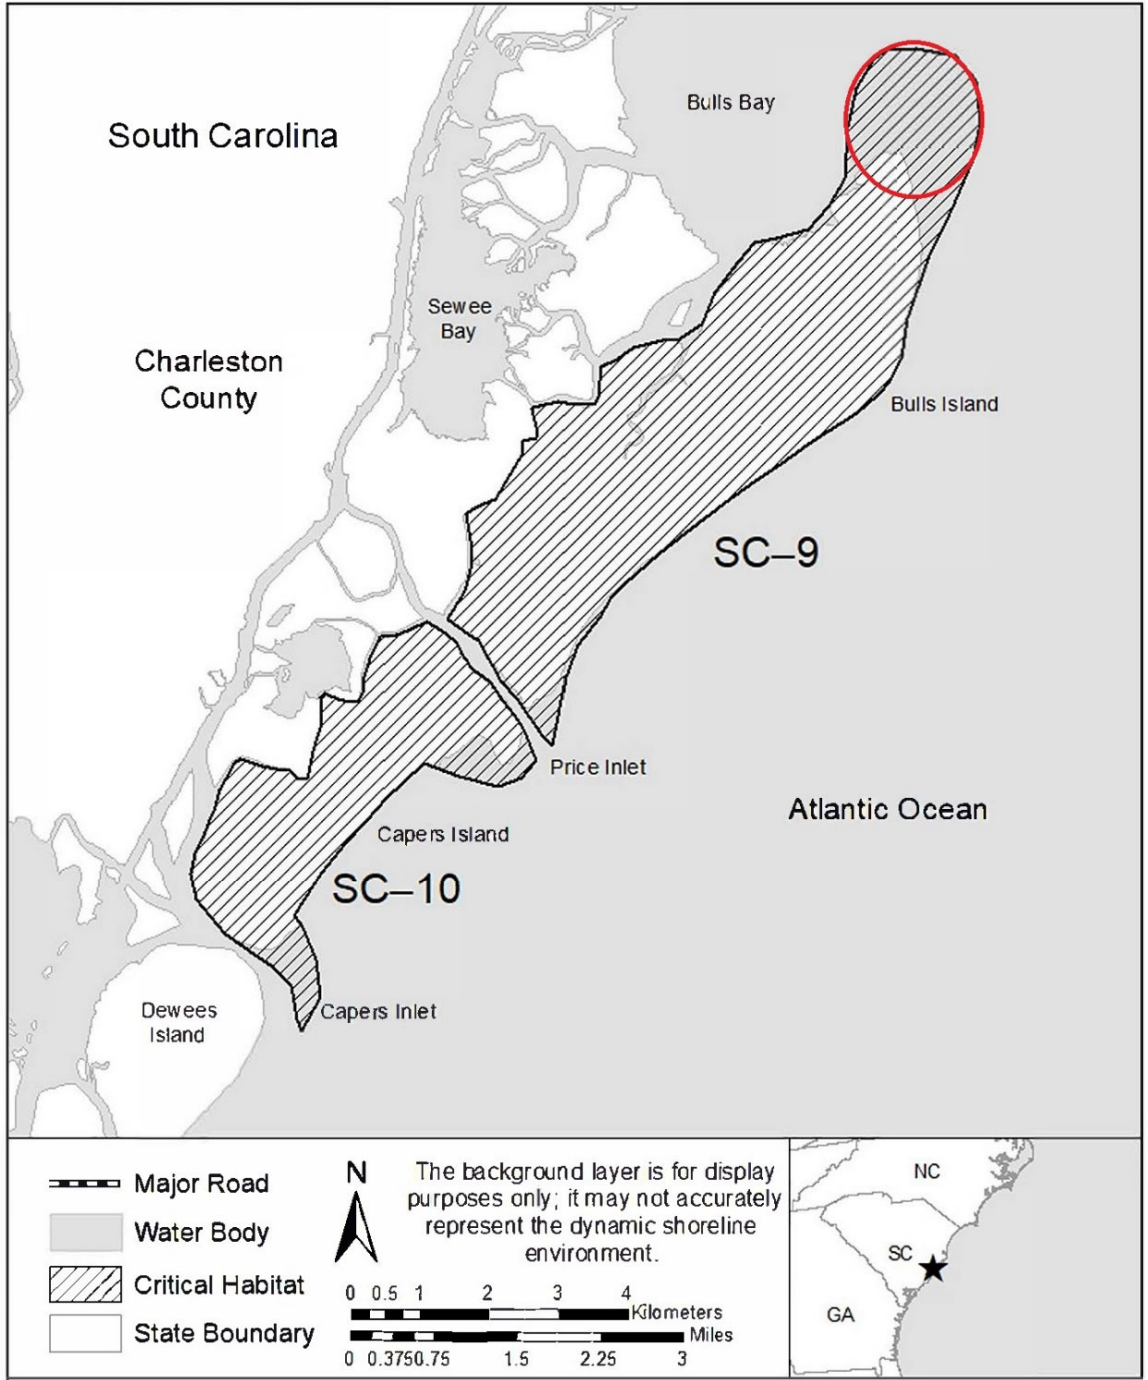 Bulls Bay
South Carolina
Sewee
Bay
Charleston
County
Bulls Island
SC–9
Price Inlet
Atlantic Ocean
Capers Island
SC–10
Dewees
Island
Capers Inlet
Major Road
Water Body
Critical Habitat
State Boundary
N
The background layer is for display
purposes only; it may not accurately
represent the dynamic shoreline
environment.
0 0.5 1 2 3 4
Kilometers
Miles
0 0.3750.75 1.5 2.25 3
NC
SC
GA